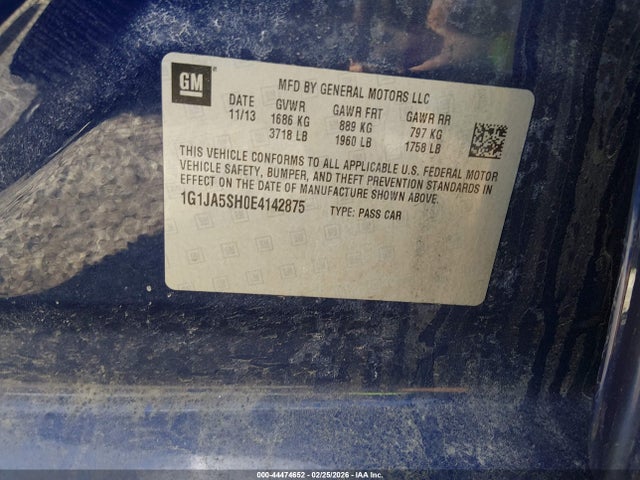 GM
MFD BY GENERAL MOTORS LLC
DATE GVWR GAWR FRT GAWR RR
11/13 1686 KG 889 KG 797 KG
3718 LB 1960 LB 1758 LB
THIS VEHICLE CONFORMS TO ALL APPLICABLE U.S. FEDERAL MOTOR
VEHICLE SAFETY, BUMPER, AND THEFT PREVENTION STANDARDS IN
EFFECT ON THE DATE OF MANUFACTURE SHOWN ABOVE.
1G1JA5SH0E4142875 TYPE: PASS CAR
000-44474652 - 02/25/2026 - IAAI.COM